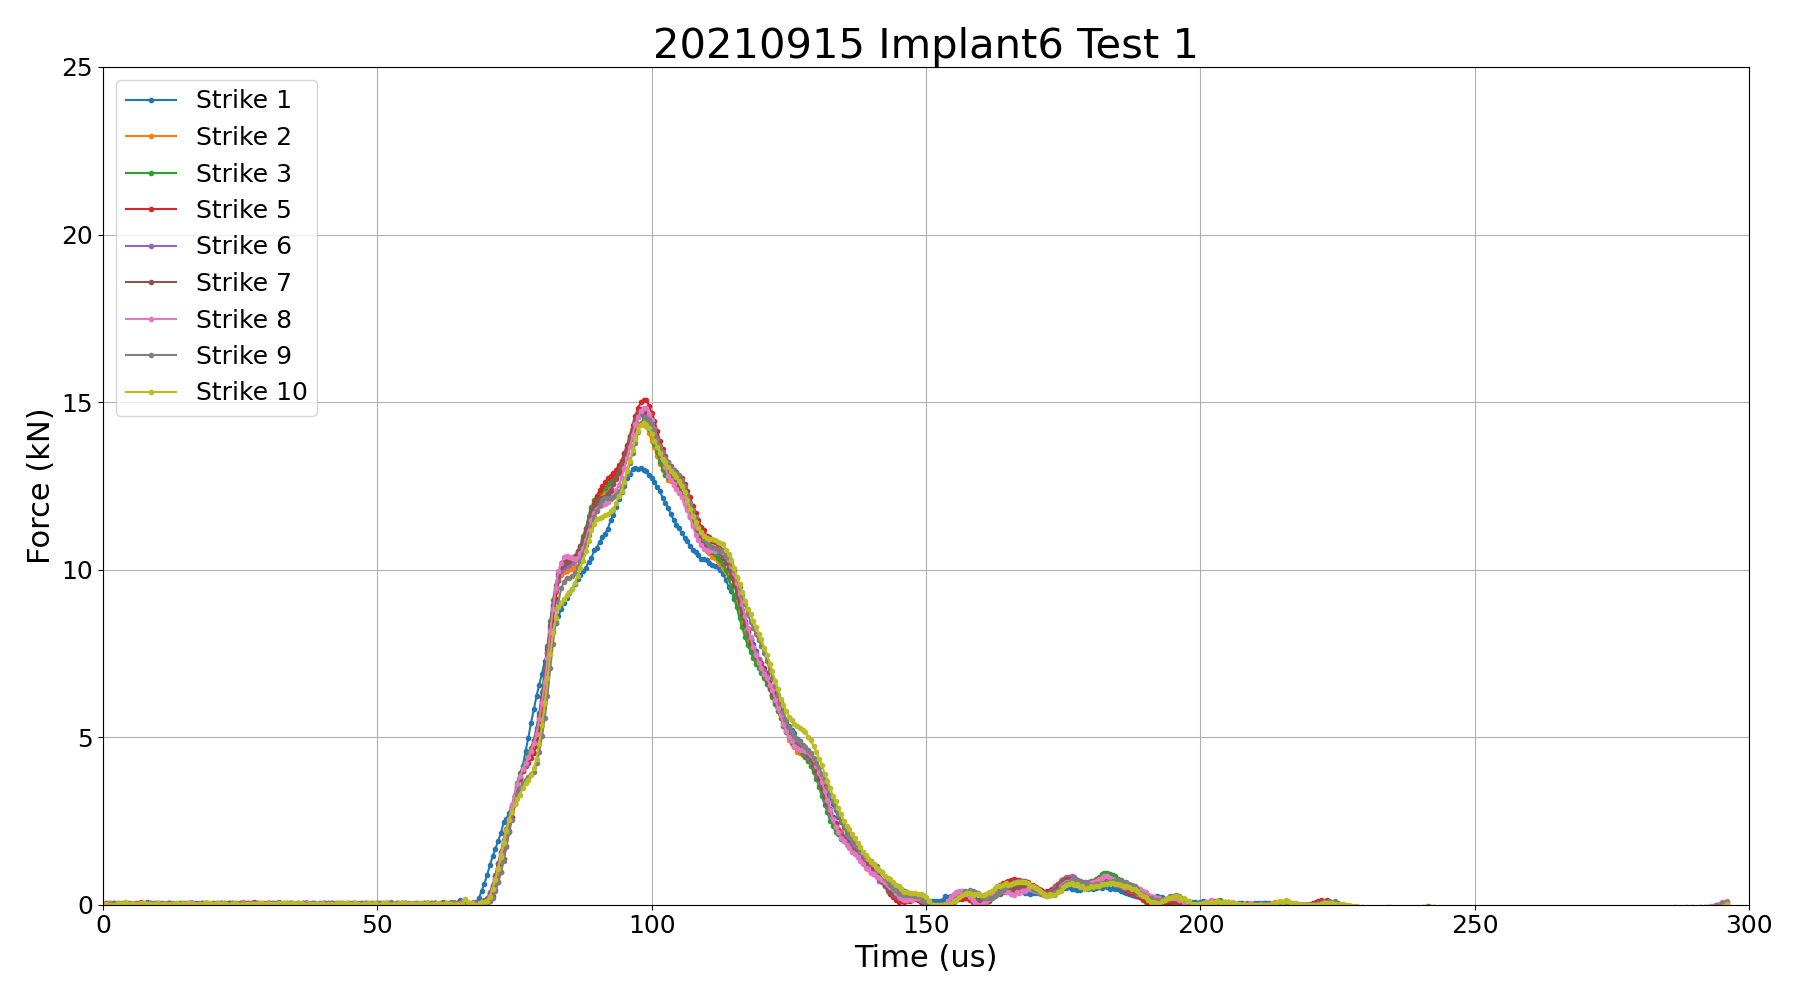 20210915 Implant6 Test 1
25
20
15
10
5
0
Force (kN)
Strike 1
Strike 2
Strike 3
Strike 5
Strike 6
Strike 7
Strike 8
Strike 9
Strike 10
0 50 100 150 200 250 300
Time (us)